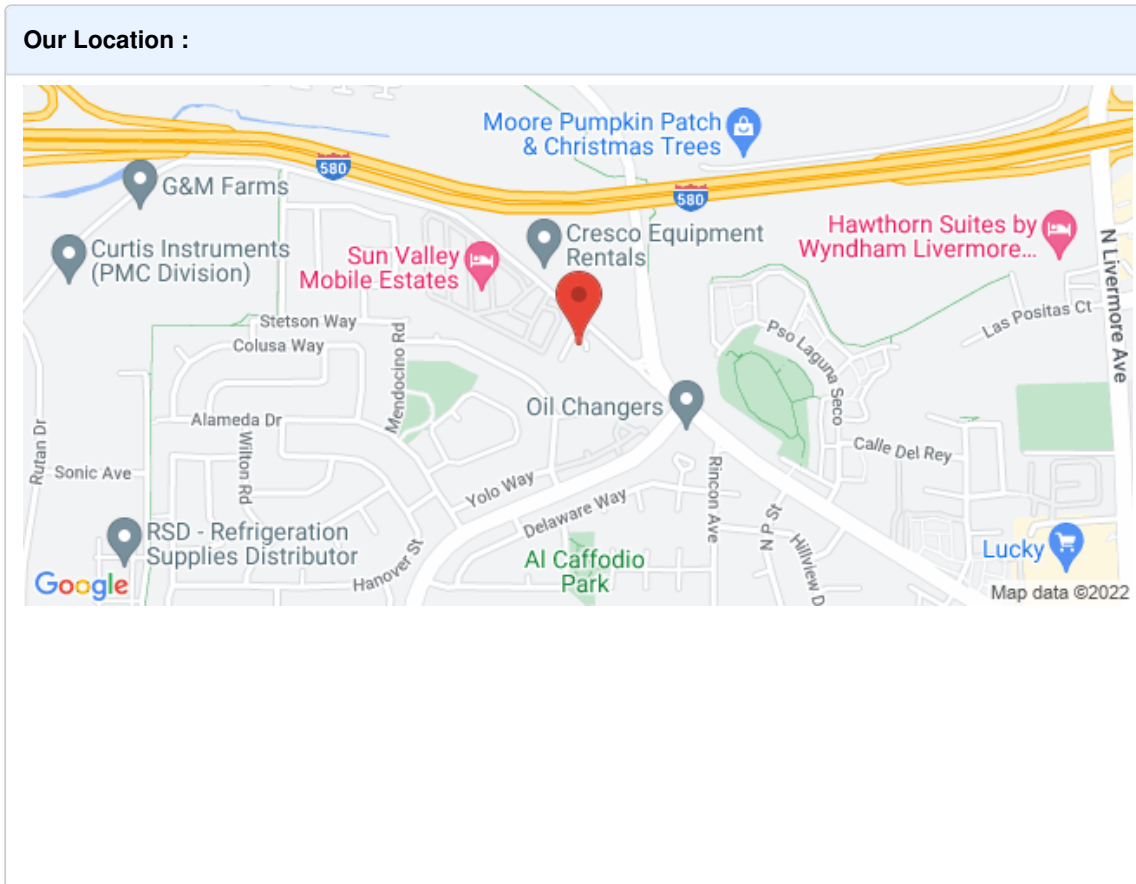 Our Location :
Moore Pumpkin Patch
& Christmas Trees
580
580
G&M Farms
Hawthorn Suites by
Wyndham Livermore...
Cresco Equipment
Rentals
Curtis Instruments
(PMC Division)
Sun Valley
Mobile Estates
N Livermore Ave
Las Positas Ct
Stetson Way
Colusa Way
Mendocino Rd
Pso Laguna Seco
Oil Changers
Alameda Dr
Wilton Rd
Rutan Dr
Sonic Ave
Calle Del Rey
Yolo Way
Delaware Way
Rincon Ave
N P St
Hillview D
RSD - Refrigeration
Supplies Distributor
Hanover St
Al Caffodio
Park
Lucky
Google
Map data ©2022